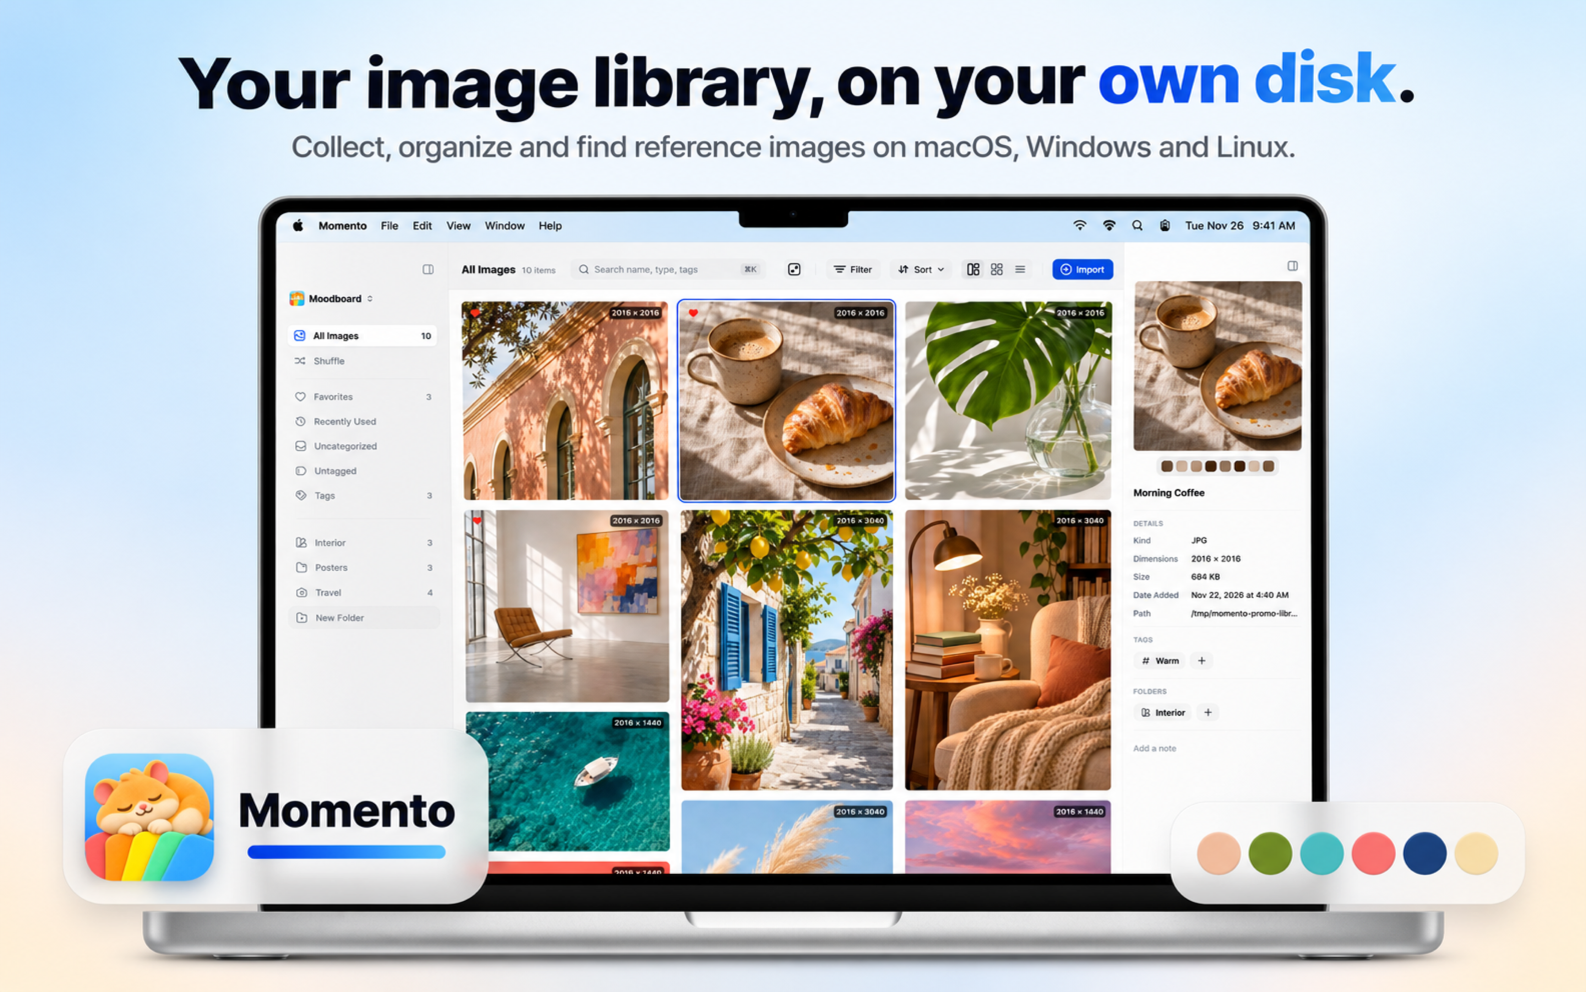 Your image library, on your own disk.
Collect, organize and find reference images on macOS, Windows and Linux.
Momento File Edit View Window Help
Tue Nov 26 9:41 AM
Moodboard
All Images 10
Shuffle
Favorites 3
Recently Used
Uncategorized
Untagged
Tags 3
Interior 3
Posters 3
Travel 4
New Folder
All Images 10 items
Search name, type, tags ⌘K
Filter
Sort
Import
2016 × 2016
2016 × 2016
2016 × 2016
2016 × 2016
2016 × 3040
2016 × 3040
2016 × 1440
2016 × 3040
2016 × 1440
2016 × 1440
Morning Coffee
DETAILS
Kind JPG
Dimensions 2016 × 2016
Size 684 KB
Date Added Nov 22, 2026 at 4:40 AM
Path /tmp/momento-promo-libr...
TAGS
# Warm +
FOLDERS
Interior +
Add a note
Momento